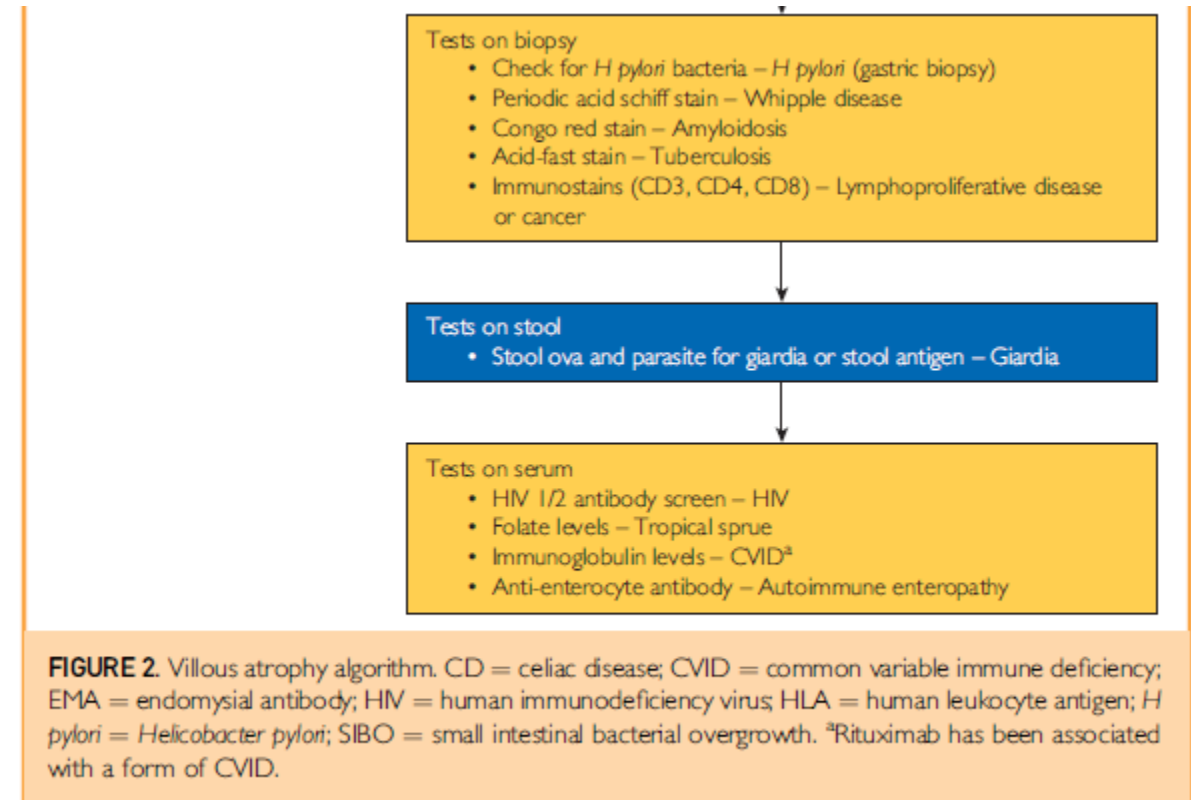 Tests on biopsy
• Check for H pylori bacteria – H pylori (gastric biopsy)
• Periodic acid schiff stain – Whipple disease
• Congo red stain – Amyloidosis
• Acid-fast stain – Tuberculosis
• Immunostains (CD3, CD4, CD8) – Lymphoproliferative disease
or cancer
Tests on stool
• Stool ova and parasite for giardia or stool antigen – Giardia
Tests on serum
• HIV 1/2 antibody screen – HIV
• Folate levels – Tropical sprue
• Immunoglobulin levels – CVIDᵃ
• Anti-enterocyte antibody – Autoimmune enteropathy
FIGURE 2. Villous atrophy algorithm. CD = celiac disease; CVID = common variable immune deficiency;
EMA = endomysial antibody; HIV = human immunodeficiency virus; HLA = human leukocyte antigen; H
pylori = Helicobacter pylori; SIBO = small intestinal bacterial overgrowth. ᵃRituximab has been associated
with a form of CVID.